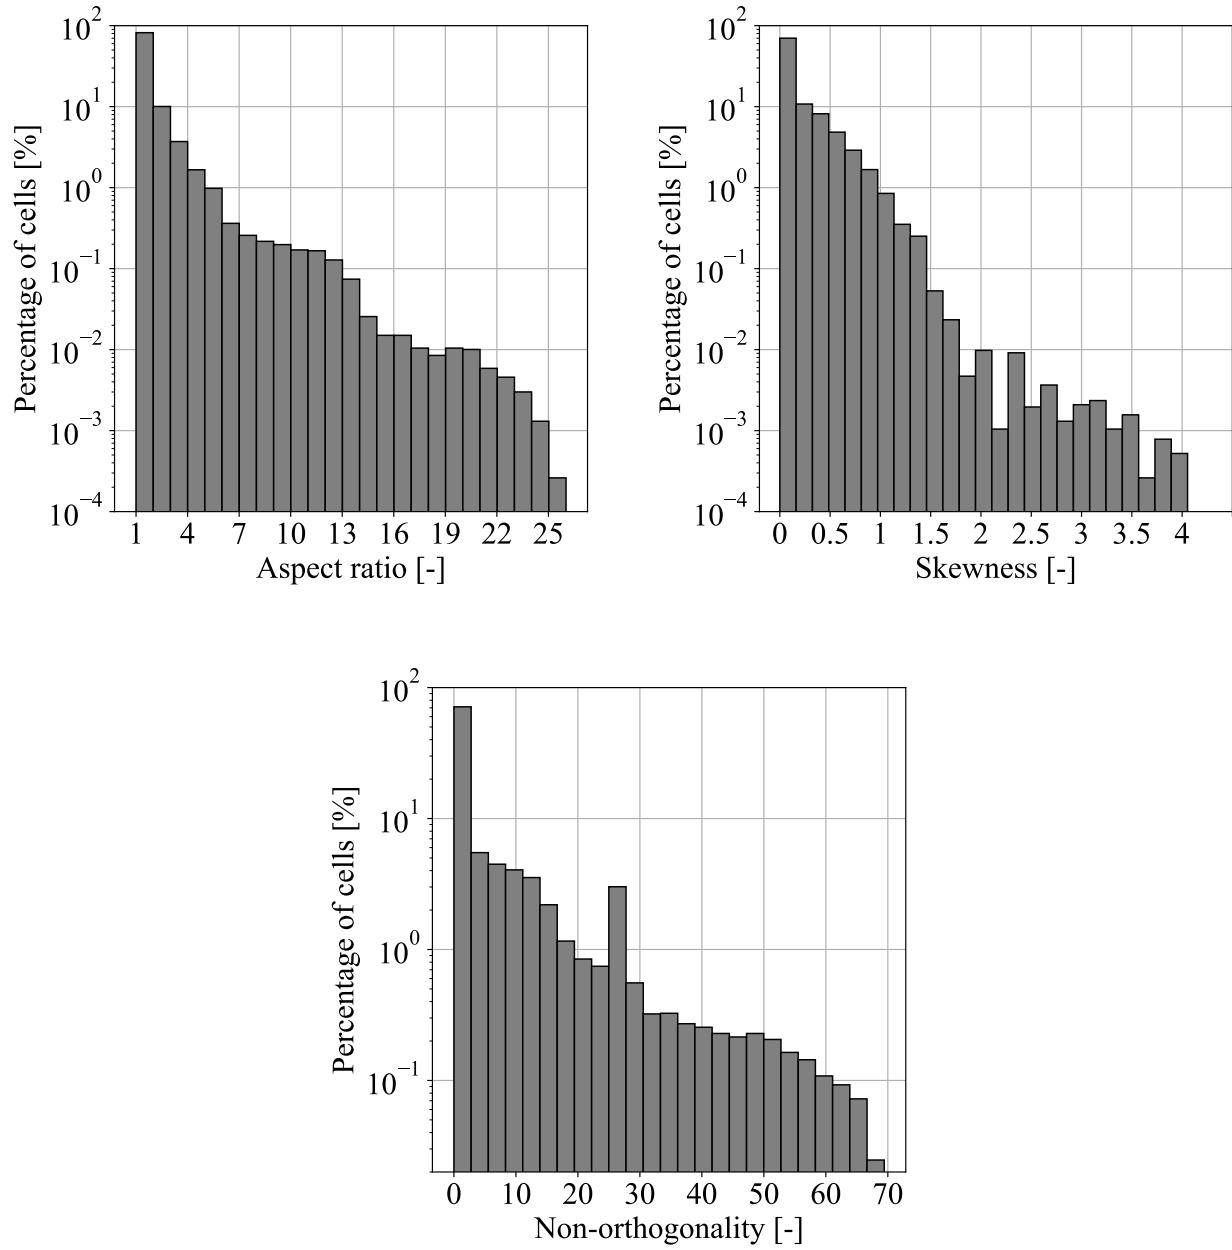 Percentage of cells [%]
10^2
10^1
10^0
10^−1
10^−2
10^−3
10^−4
1 4 7 10 13 16 19 22 25
Aspect ratio [-]
Percentage of cells [%]
10^2
10^1
10^0
10^−1
10^−2
10^−3
10^−4
0 0.5 1 1.5 2 2.5 3 3.5 4
Skewness [-]
Percentage of cells [%]
10^2
10^1
10^0
10^−1
0 10 20 30 40 50 60 70
Non-orthogonality [-]